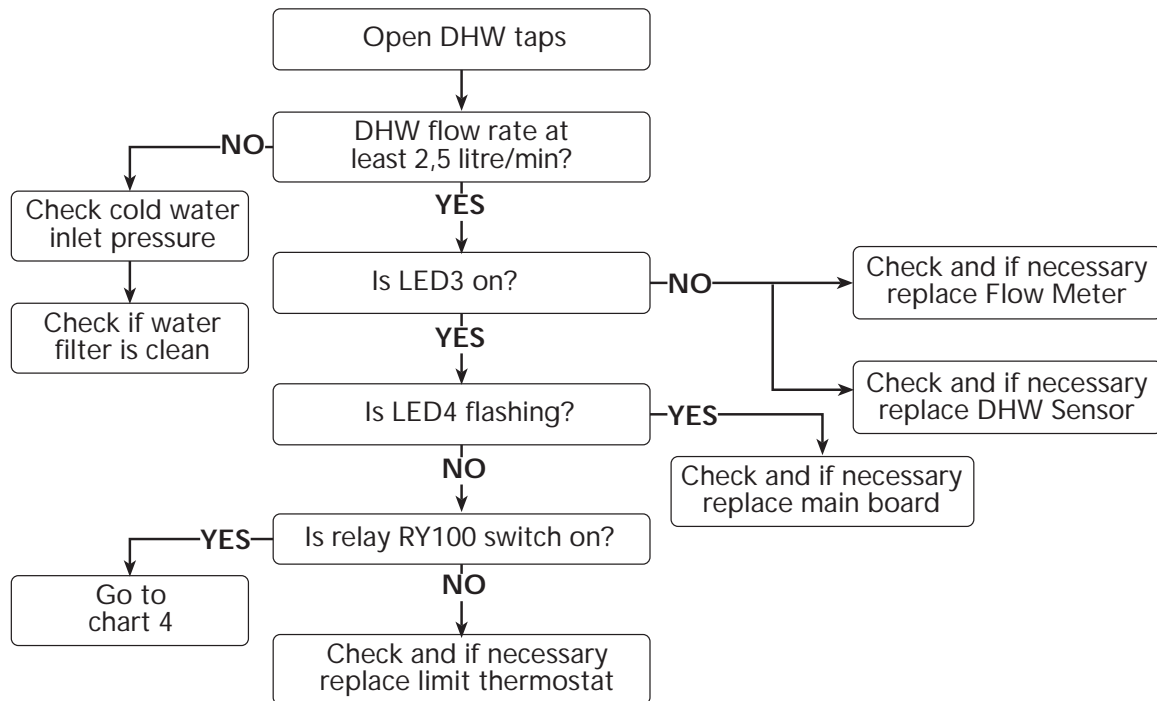 Open DHW taps
DHW flow rate at
least 2,5 litre/min?
NO
YES
Check cold water
inlet pressure
Check if water
filter is clean
Is LED3 on?
NO
Check and if necessary
replace Flow Meter
Check and if necessary
replace DHW Sensor
YES
Is LED4 flashing?
YES
Check and if necessary
replace main board
NO
Is relay RY100 switch on?
YES
Go to
chart 4
NO
Check and if necessary
replace limit thermostat